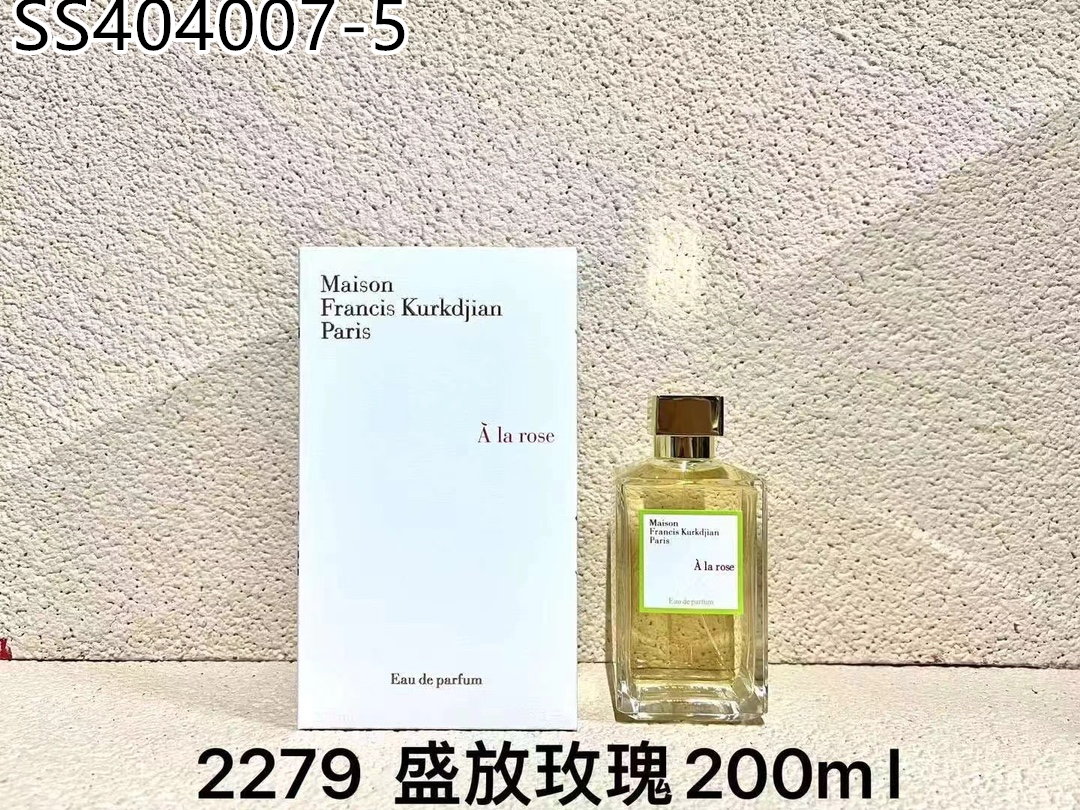 SS404007-5
Maison
Francis Kurkdjian
Paris
À la rose
Eau de parfum
Maison
Francis Kurkdjian
Paris
À la rose
Eau de parfum
2279 盛放玫瑰200ml